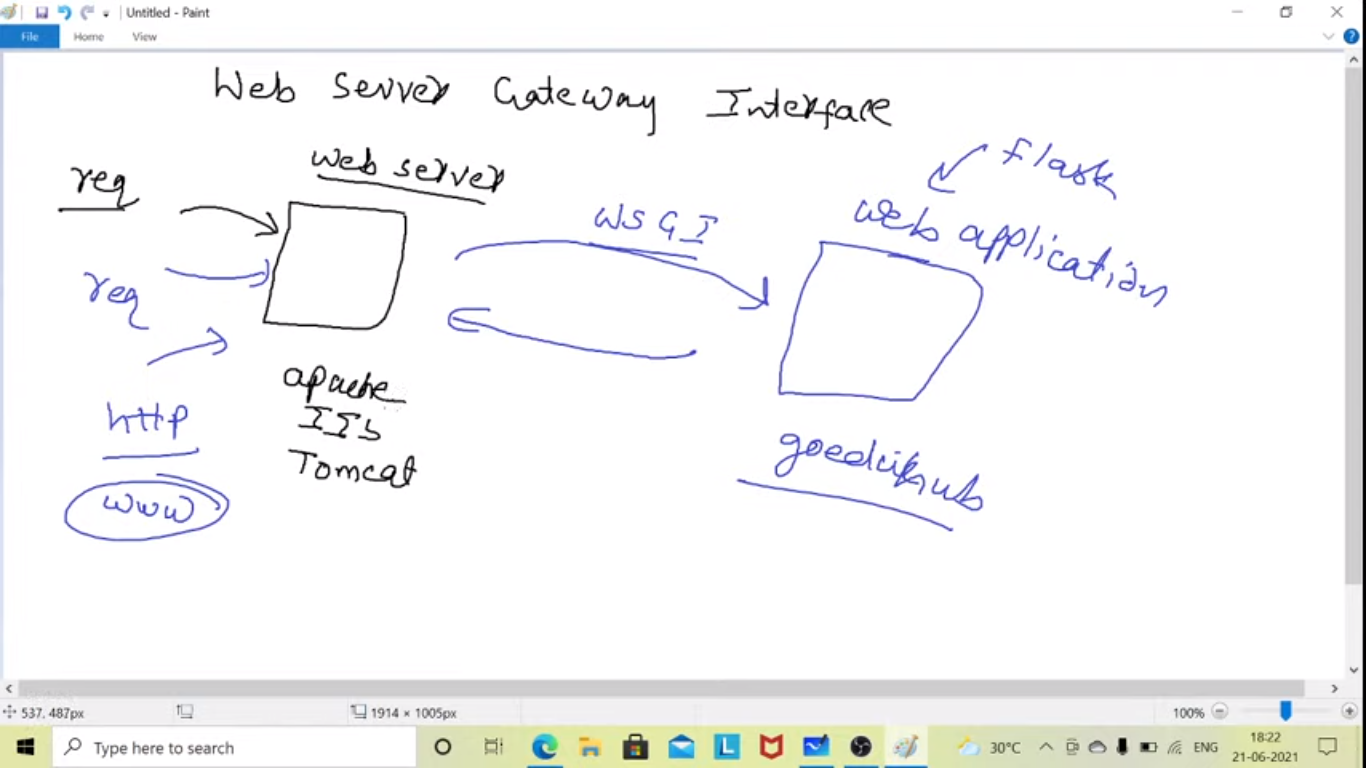 Untitled - Paint
File Home View
Web Server Gateway Interface
req
web server
Flask
WSGI
web application
req
apache
IIS
Tomcat
http
www
goeduhub
537, 487px
1914 × 1005px
100%
Type here to search
30°C
ENG
18:22
21-06-2021